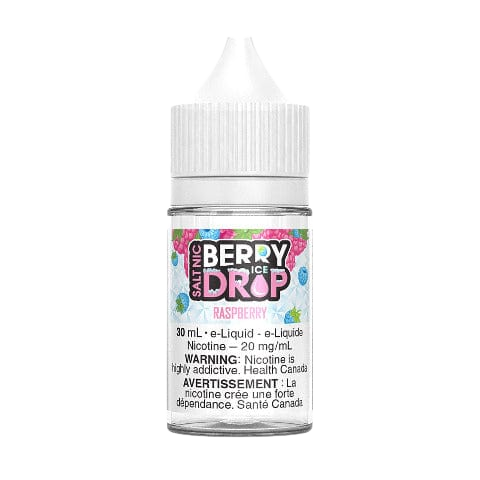 SALT NIC
BERRY
ICE
DROP
RASPBERRY
30 mL • e-Liquid - e-Liquide
Nicotine – 20 mg/mL
WARNING: Nicotine is
highly addictive. Health Canada
AVERTISSEMENT : La
nicotine crée une forte
dépendance. Santé Canada